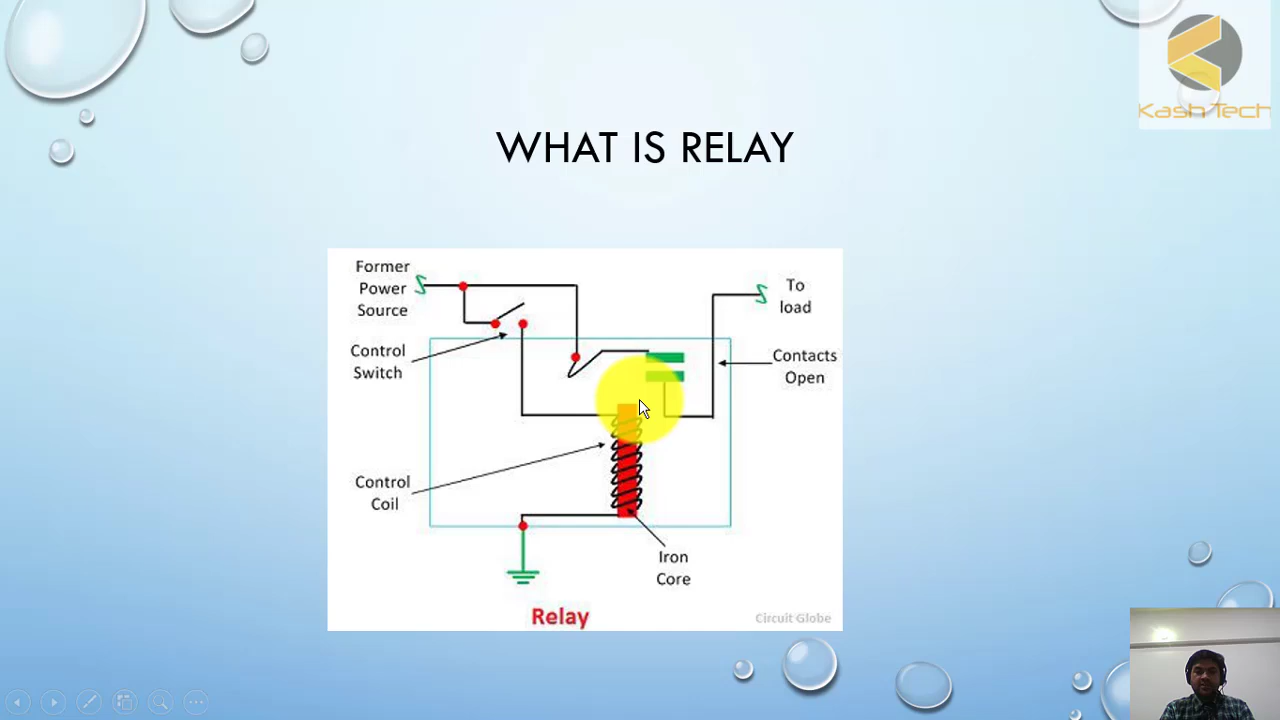 Kash Tech
WHAT IS RELAY
Former
Power
Source
To
load
Control
Switch
Contacts
Open
Control
Coil
Iron
Core
Relay
Circuit Globe